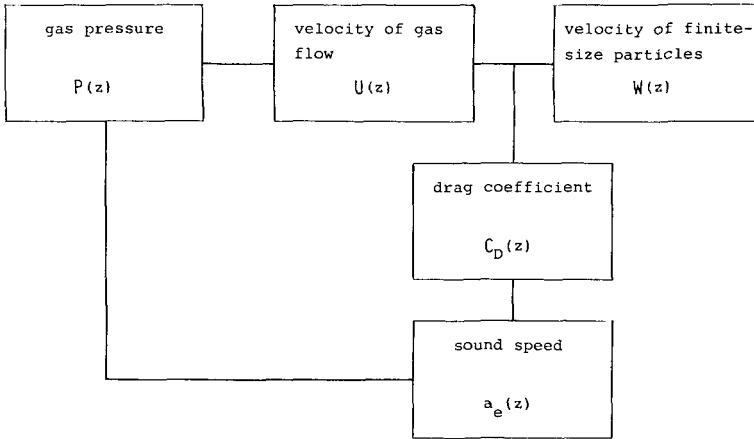 gas pressure
P(z)
velocity of gas
flow
U(z)
velocity of finite-
size particles
W(z)
drag coefficient
C_D(z)
sound speed
a_e(z)